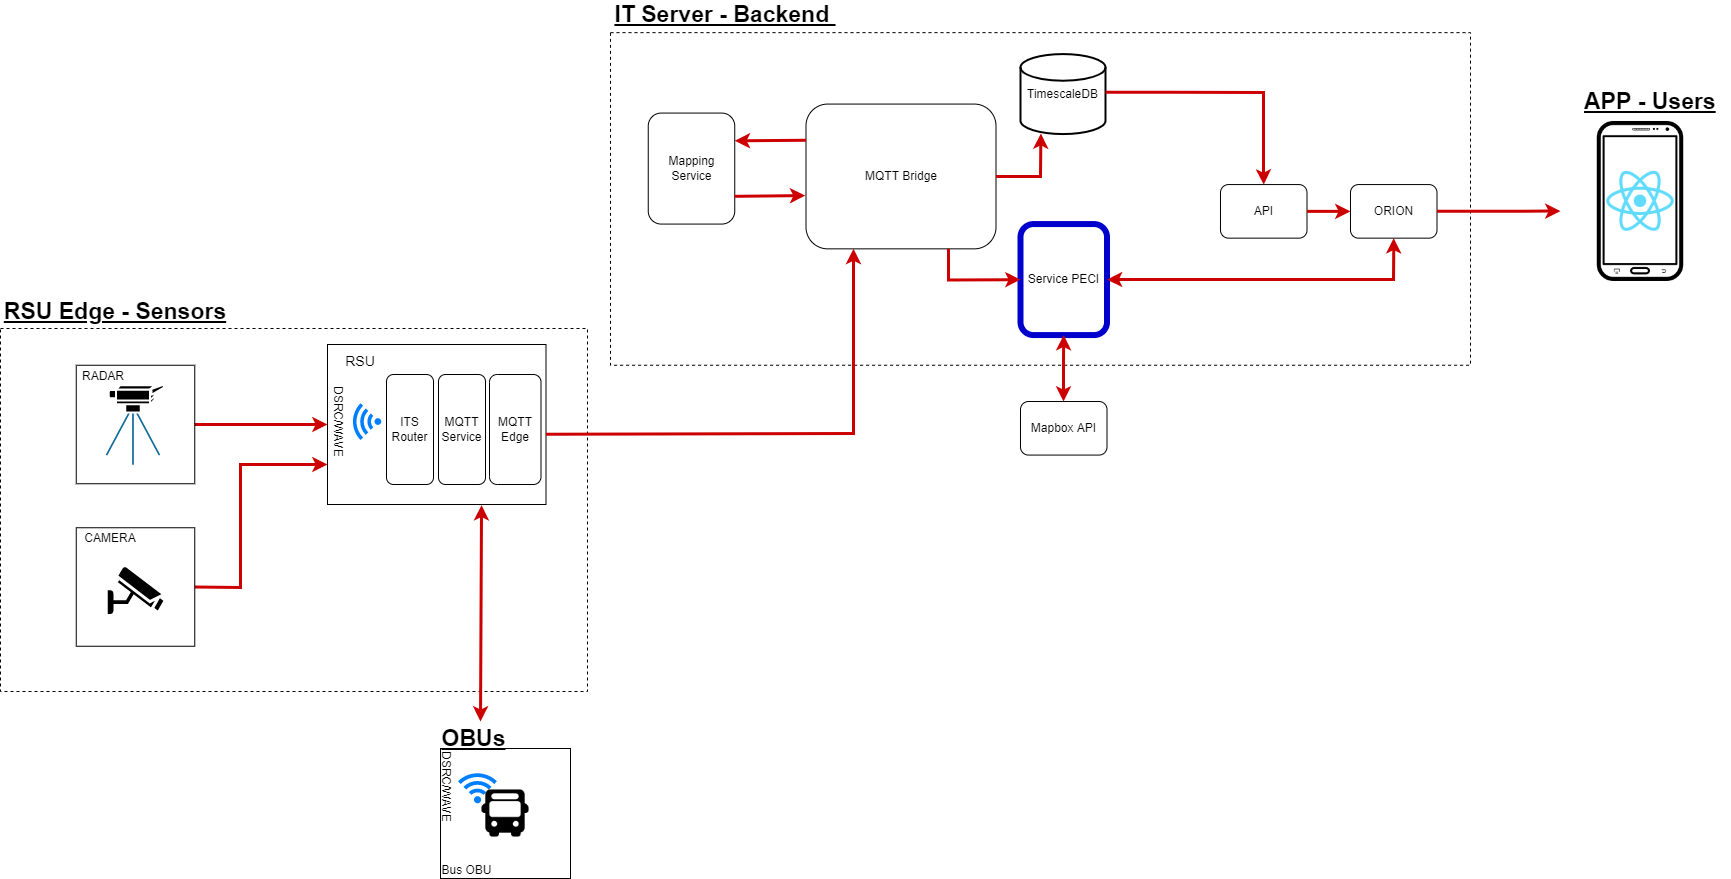 IT Server - Backend
TimescaleDB
APP - Users
Mapping
Service
MQTT Bridge
API
ORION
Service PECI
RSU Edge - Sensors
RADAR
RSU
DSRC/WAVE
ITS
Router
MQTT
Service
MQTT
Edge
Mapbox API
CAMERA
OBUs
DSRC/WAVE
Bus OBU